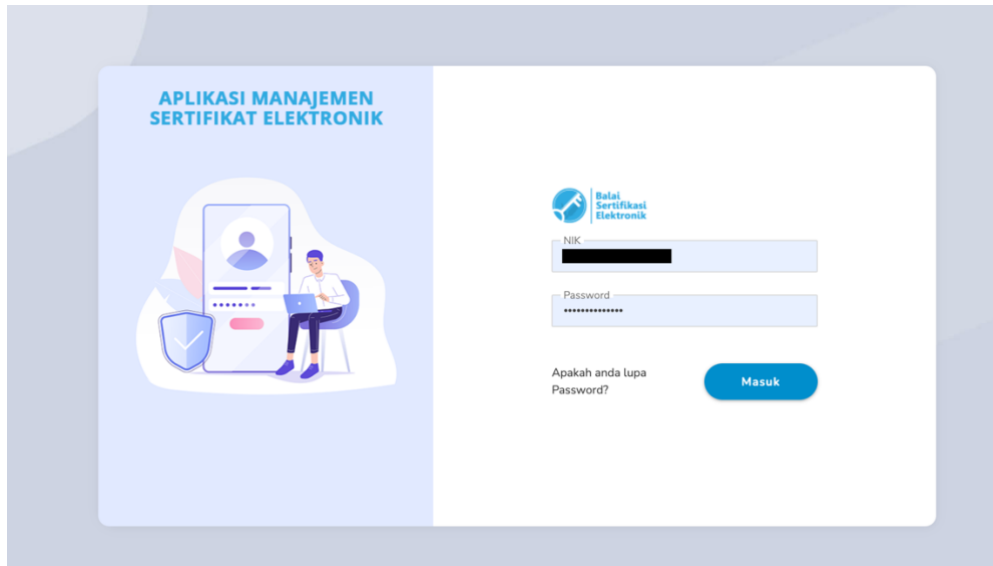 APLIKASI MANAJEMEN
SERTIFIKAT ELEKTRONIK
Balai
Sertifikasi
Elektronik
NIK
Password
••••••••••••••
Apakah anda lupa
Password?
Masuk